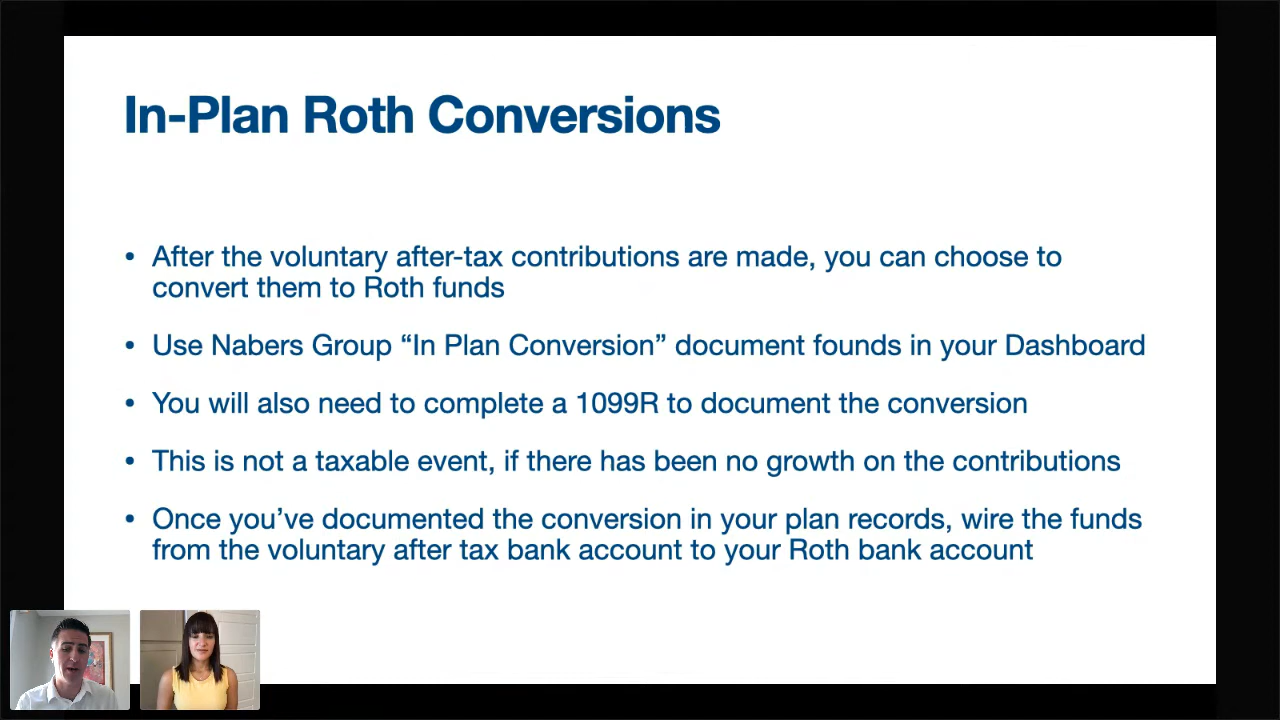 In-Plan Roth Conversions
• After the voluntary after-tax contributions are made, you can choose to
convert them to Roth funds
• Use Nabers Group “In Plan Conversion” document founds in your Dashboard
• You will also need to complete a 1099R to document the conversion
• This is not a taxable event, if there has been no growth on the contributions
• Once you’ve documented the conversion in your plan records, wire the funds
from the voluntary after tax bank account to your Roth bank account